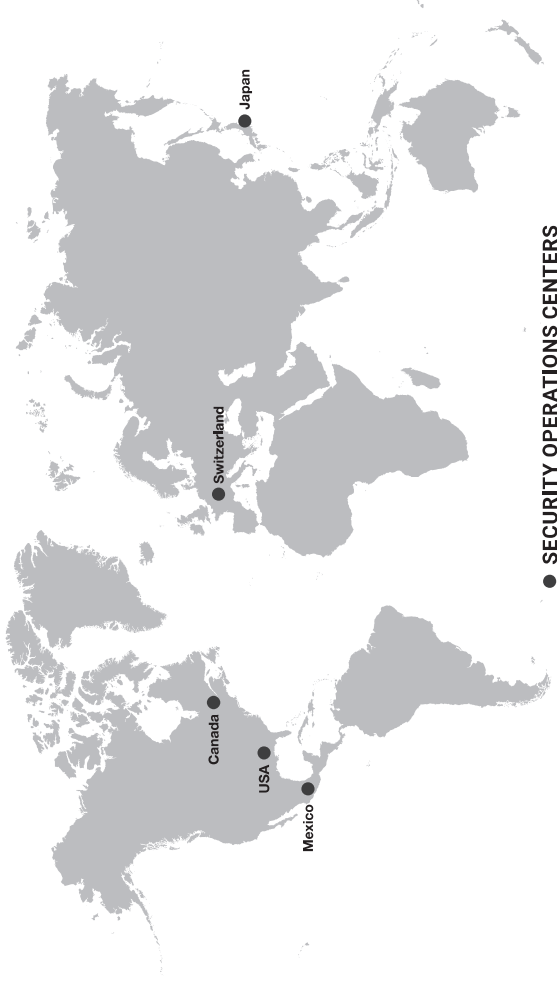 Canada
USA
Mexico
Switzerland
Japan
SECURITY OPERATIONS CENTERS